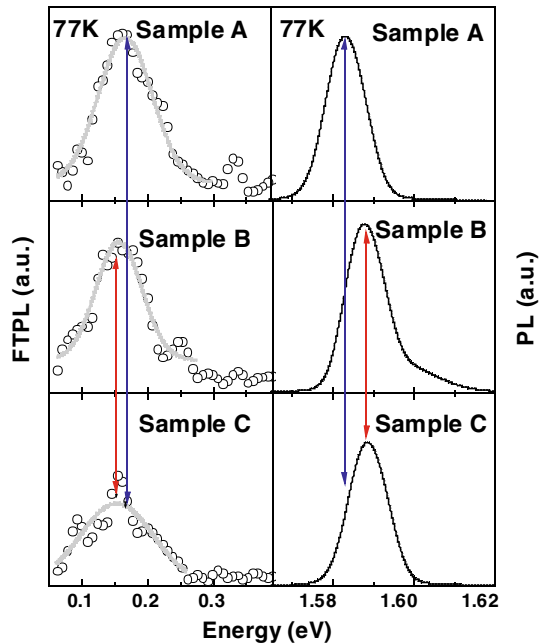 77K Sample A
77K Sample A
Sample B
Sample B
Sample C
Sample C
FTPL (a.u.)
PL (a.u.)
0.1 0.2 0.3
1.58 1.60 1.62
Energy (eV)